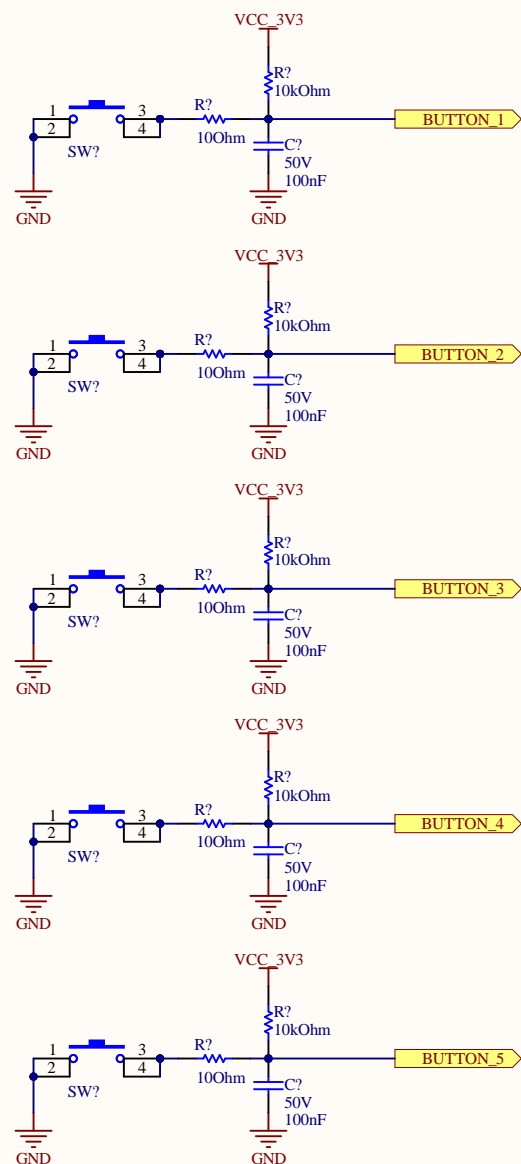 VCC_3V3
R?
10kOhm
1
2
3
4
SW?
R?
10Ohm
C?
50V
100nF
BUTTON_1
GND
GND
VCC_3V3
R?
10kOhm
1
2
3
4
SW?
R?
10Ohm
C?
50V
100nF
BUTTON_2
GND
GND
VCC_3V3
R?
10kOhm
1
2
3
4
SW?
R?
10Ohm
C?
50V
100nF
BUTTON_3
GND
GND
VCC_3V3
R?
10kOhm
1
2
3
4
SW?
R?
10Ohm
C?
50V
100nF
BUTTON_4
GND
GND
VCC_3V3
R?
10kOhm
1
2
3
4
SW?
R?
10Ohm
C?
50V
100nF
BUTTON_5
GND
GND